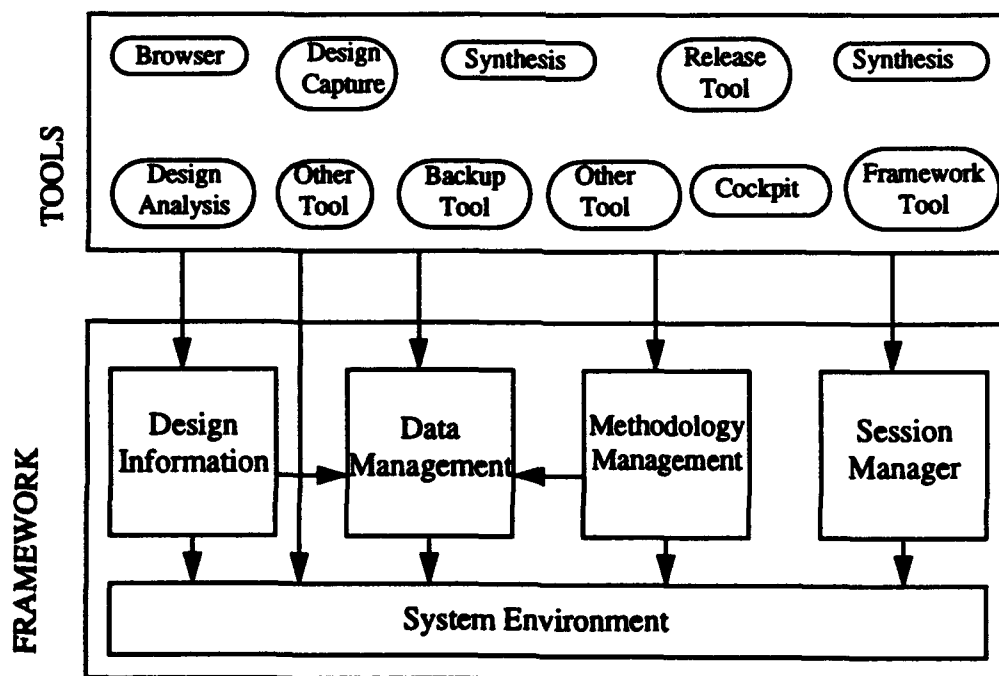 TOOLS
Browser
Design
Capture
Synthesis
Release
Tool
Synthesis
Design
Analysis
Other
Tool
Backup
Tool
Other
Tool
Cockpit
Framework
Tool
FRAMEWORK
Design
Information
Data
Management
Methodology
Management
Session
Manager
System Environment